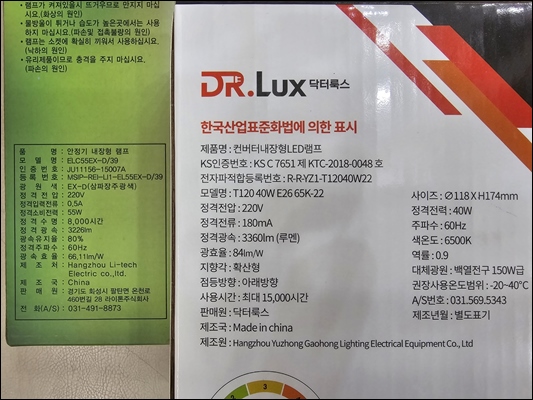 • 램프가 켜져있을시 뜨거우므로 만지지 마십
시오.(화상의 원인)
• 물방울이 튀거나 습도가 높은곳에서는 사용
하지 마십시오.(파손및 접촉불량의 원인)
• 램프는 소켓에 확실히 끼워서 사용하십시오.
(낙하의 원인)
• 유리제품이므로 충격을 주지 마십시오.
(파손의 원인)
품 명 : 안정기 내장형 램프
모 델 명 : ELC55EX-D/39
인 증 번 호 : JU11156-15007A
등 록 번 호 : MSIP-REI-LI1-EL55EX-D/39
광 원 색 : EX-D(삼파장주광색)
정 격 전 압 : 220V
정격입력전류 : 0.5A
정격소비전력 : 55W
정 격 수 명 : 8,000시간
정 격 광 속 : 3226lm
광속유지율 : 80%
정격주파수 : 60Hz
광 속 효 율 : 66.11lm/W
제 조 처 : Hangzhou Li-tech
Electric co.,ltd.
제 조 국 : China
판 매 원 : 경기도 화성시 팔탄면 온천로
460번길 28 라이톤주식회사
전 화(A/S) : 031-491-8873
DR.Lux 닥터룩스
한국산업표준화법에 의한 표시
제품명 : 컨버터내장형LED램프
KS인증번호 : KS C 7651 제 KTC-2018-0048 호
전자파적합등록번호 : R-R-YZ1-T12040W22
모델명 : T120 40W E26 65K-22
정격전압 : 220V
정격전류 : 180mA
정격광속 : 3360lm (루멘)
광효율 : 84lm/W
지향각 : 확산형
점등방향 : 아래방향
사용시간 : 최대 15,000시간
판매원 : 닥터룩스
제조국 : Made in china
제조원 : Hangzhou Yuzhong Gaohong Lighting Electrical Equipment Co., Ltd
사이즈 : ∅118 X H174mm
정격전력 : 40W
주파수 : 60Hz
색온도 : 6500K
역률 : 0.9
대체광원 : 백열전구 150W급
권장사용온도범위 : -20~40°C
A/S번호 : 031.569.5343
제조년월 : 별도표기
2
3